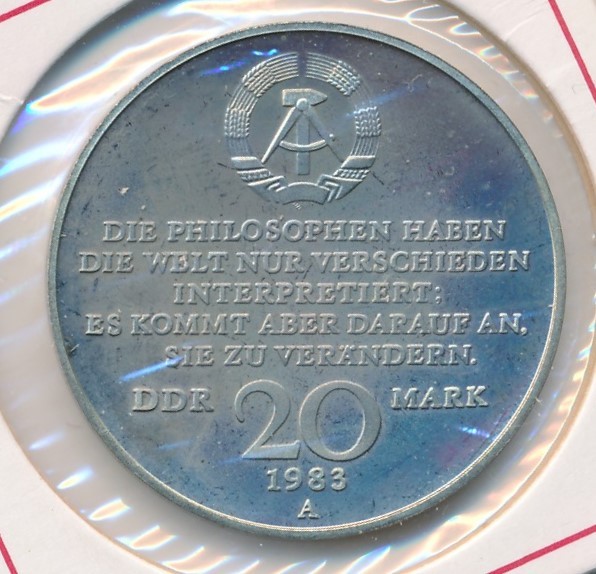 DIE PHILOSOPHEN HABEN
DIE WELT NUR VERSCHIEDEN
INTERPRETIERT;
ES KOMMT ABER DARAUF AN,
SIE ZU VERÄNDERN.
DDR 20 MARK
1983
A